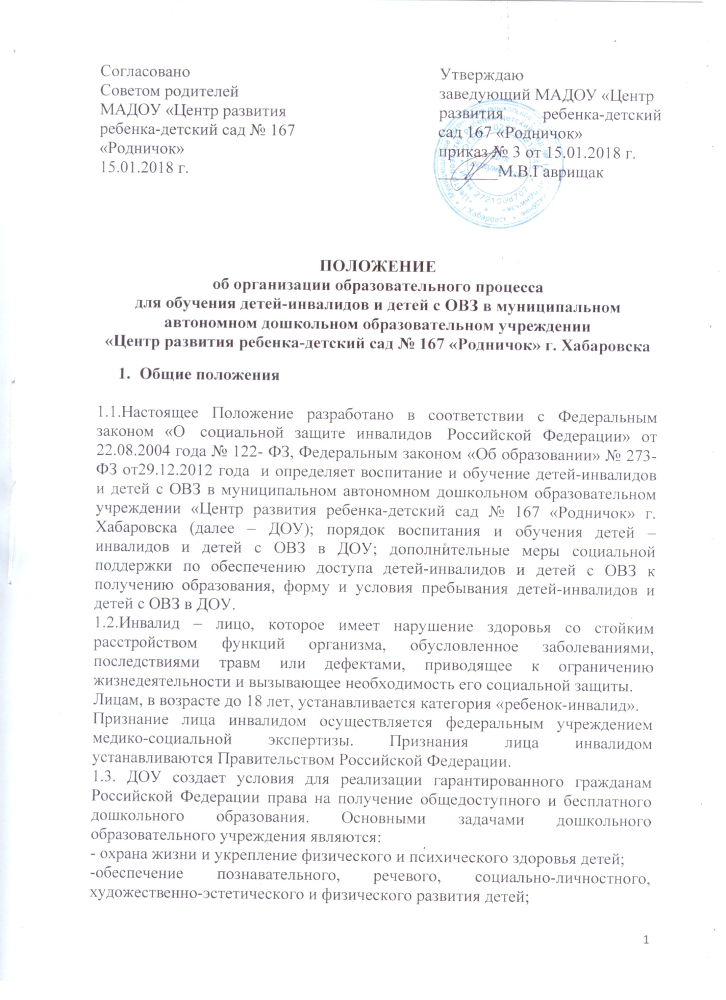 Согласовано
Советом родителей
МАДОУ «Центр развития
ребенка-детский сад № 167
«Родничок»
15.01.2018 г.
Утверждаю
заведующий МАДОУ «Центр
развития ребенка-детский
сад 167 «Родничок»
приказ № 3 от 15.01.2018 г.
М.В.Гаврищак
ИНН 2721088707
г.Хабаровск
ПОЛОЖЕНИЕ
об организации образовательного процесса
для обучения детей-инвалидов и детей с ОВЗ в муниципальном
автономном дошкольном образовательном учреждении
«Центр развития ребенка-детский сад № 167 «Родничок» г. Хабаровска
1. Общие положения
1.1.Настоящее Положение разработано в соответствии с Федеральным
законом «О социальной защите инвалидов Российской Федерации» от
22.08.2004 года № 122- ФЗ, Федеральным законом «Об образовании» № 273-
ФЗ от29.12.2012 года и определяет воспитание и обучение детей-инвалидов
и детей с ОВЗ в муниципальном автономном дошкольном образовательном
учреждении «Центр развития ребенка-детский сад № 167 «Родничок» г.
Хабаровска (далее – ДОУ); порядок воспитания и обучения детей –
инвалидов и детей с ОВЗ в ДОУ; дополнительные меры социальной
поддержки по обеспечению доступа детей-инвалидов и детей с ОВЗ к
получению образования, форму и условия пребывания детей-инвалидов и
детей с ОВЗ в ДОУ.
1.2.Инвалид – лицо, которое имеет нарушение здоровья со стойким
расстройством функций организма, обусловленное заболеваниями,
последствиями травм или дефектами, приводящее к ограничению
жизнедеятельности и вызывающее необходимость его социальной защиты.
Лицам, в возрасте до 18 лет, устанавливается категория «ребенок-инвалид».
Признание лица инвалидом осуществляется федеральным учреждением
медико-социальной экспертизы. Признания лица инвалидом
устанавливаются Правительством Российской Федерации.
1.3. ДОУ создает условия для реализации гарантированного гражданам
Российской Федерации права на получение общедоступного и бесплатного
дошкольного образования. Основными задачами дошкольного
образовательного учреждения являются:
- охрана жизни и укрепление физического и психического здоровья детей;
-обеспечение познавательного, речевого, социально-личностного,
художественно-эстетического и физического развития детей;
1